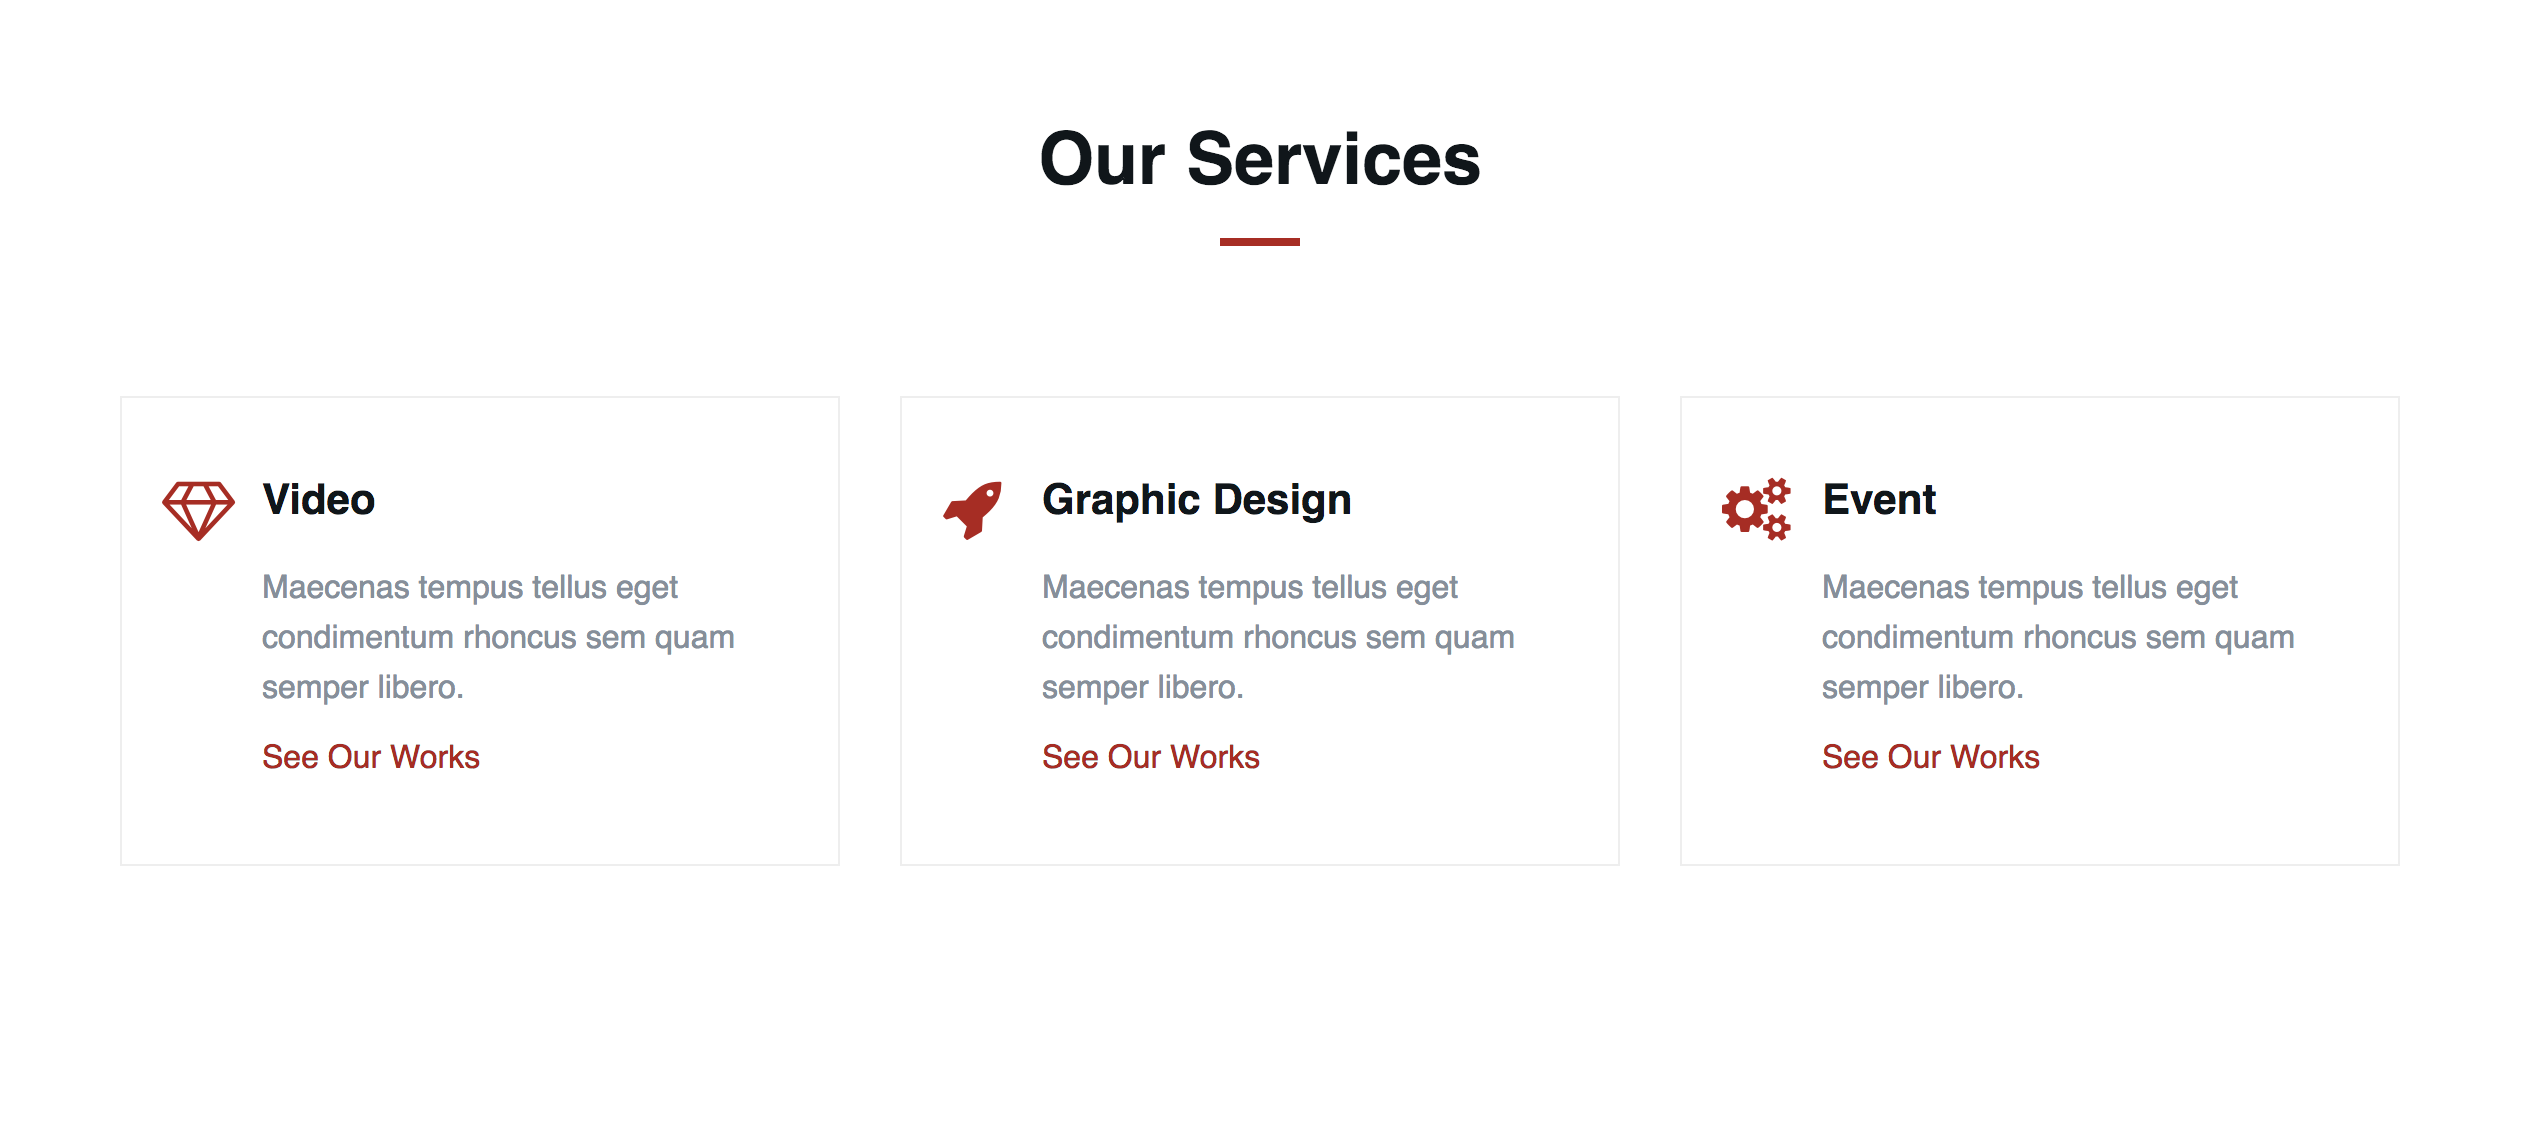 Our Services
Video
Maecenas tempus tellus eget
condimentum rhoncus sem quam
semper libero.
See Our Works
Graphic Design
Maecenas tempus tellus eget
condimentum rhoncus sem quam
semper libero.
See Our Works
Event
Maecenas tempus tellus eget
condimentum rhoncus sem quam
semper libero.
See Our Works